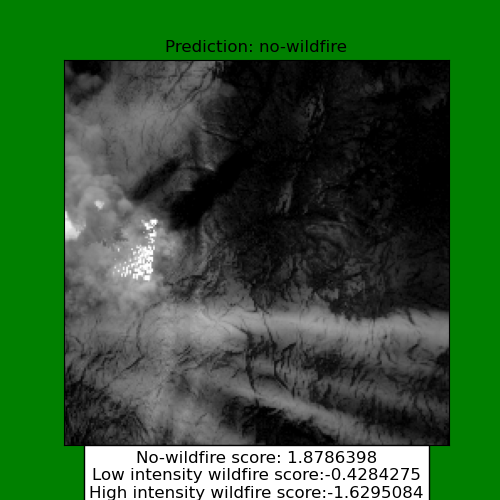 Prediction: no-wildfire
No-wildfire score: 1.8786398
Low intensity wildfire score:-0.4284275
High intensity wildfire score:-1.6295084